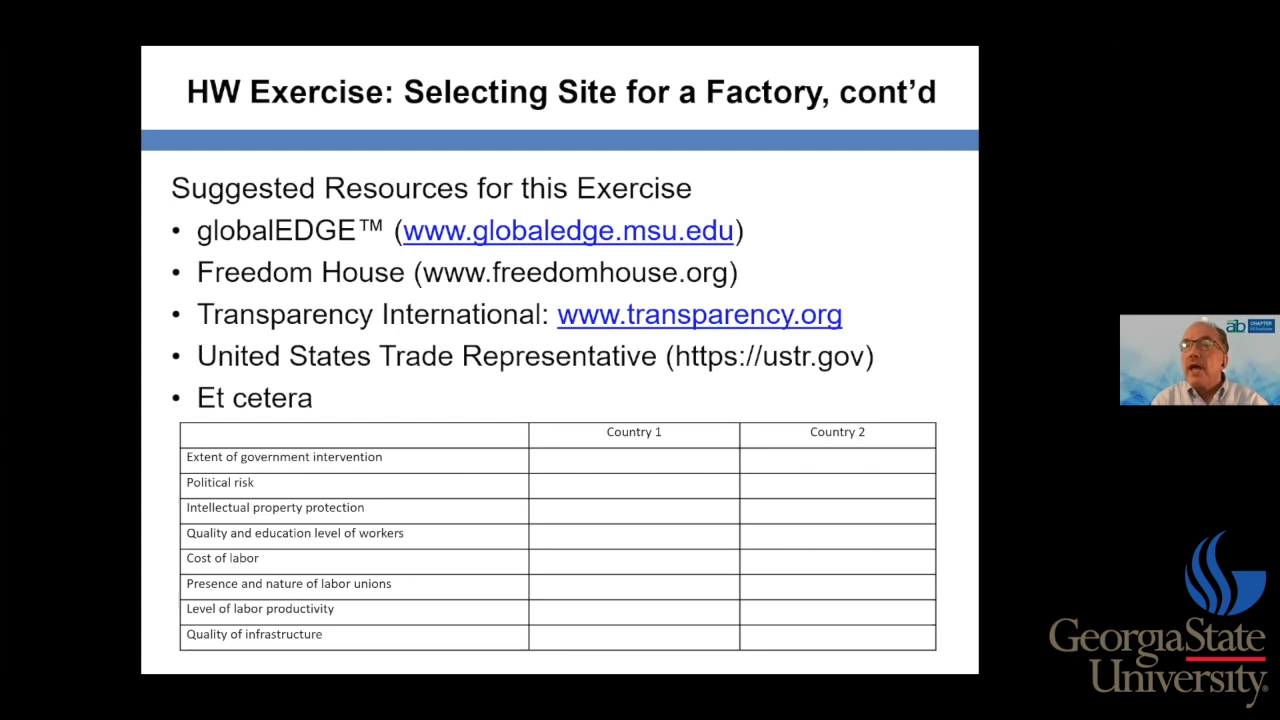 HW Exercise: Selecting Site for a Factory, cont’d
Suggested Resources for this Exercise
• globalEDGE™ (www.globaledge.msu.edu)
• Freedom House (www.freedomhouse.org)
• Transparency International: www.transparency.org
• United States Trade Representative (https://ustr.gov)
• Et cetera
Country 1 Country 2
Extent of government intervention
Political risk
Intellectual property protection
Quality and education level of workers
Cost of labor
Presence and nature of labor unions
Level of labor productivity
Quality of infrastructure
aib CHAPTER
GeorgiaState
University®